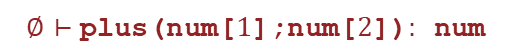 ∅ ⊢ plus(num[1];num[2]): num